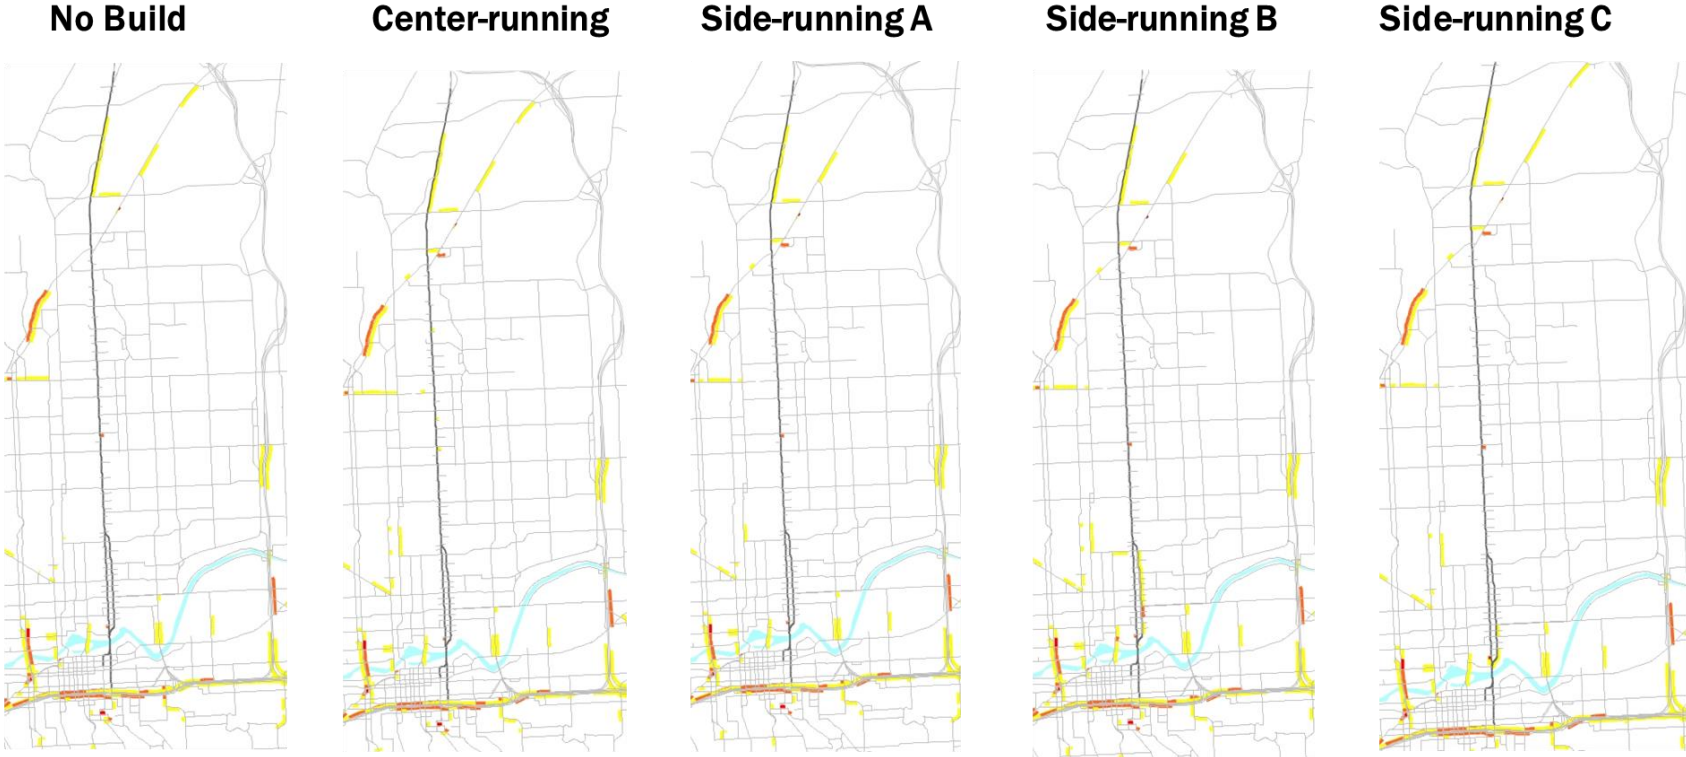 No Build
Center-running
Side-running A
Side-running B
Side-running C